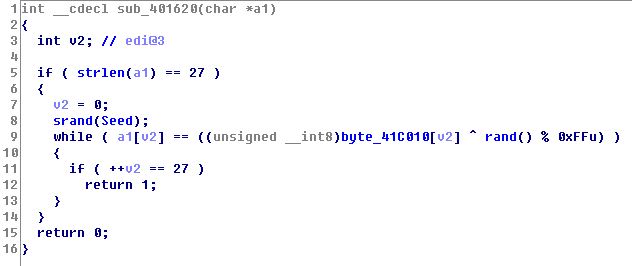 1 int __cdecl sub_401620(char *a1)
2 {
3   int v2; // edi@3
4
5   if ( strlen(a1) == 27 )
6   {
7     v2 = 0;
8     srand(Seed);
9     while ( a1[v2] == ((unsigned __int8)byte_41C010[v2] ^ rand() % 0xFFu) )
10     {
11       if ( ++v2 == 27 )
12         return 1;
13     }
14   }
15   return 0;
16 }